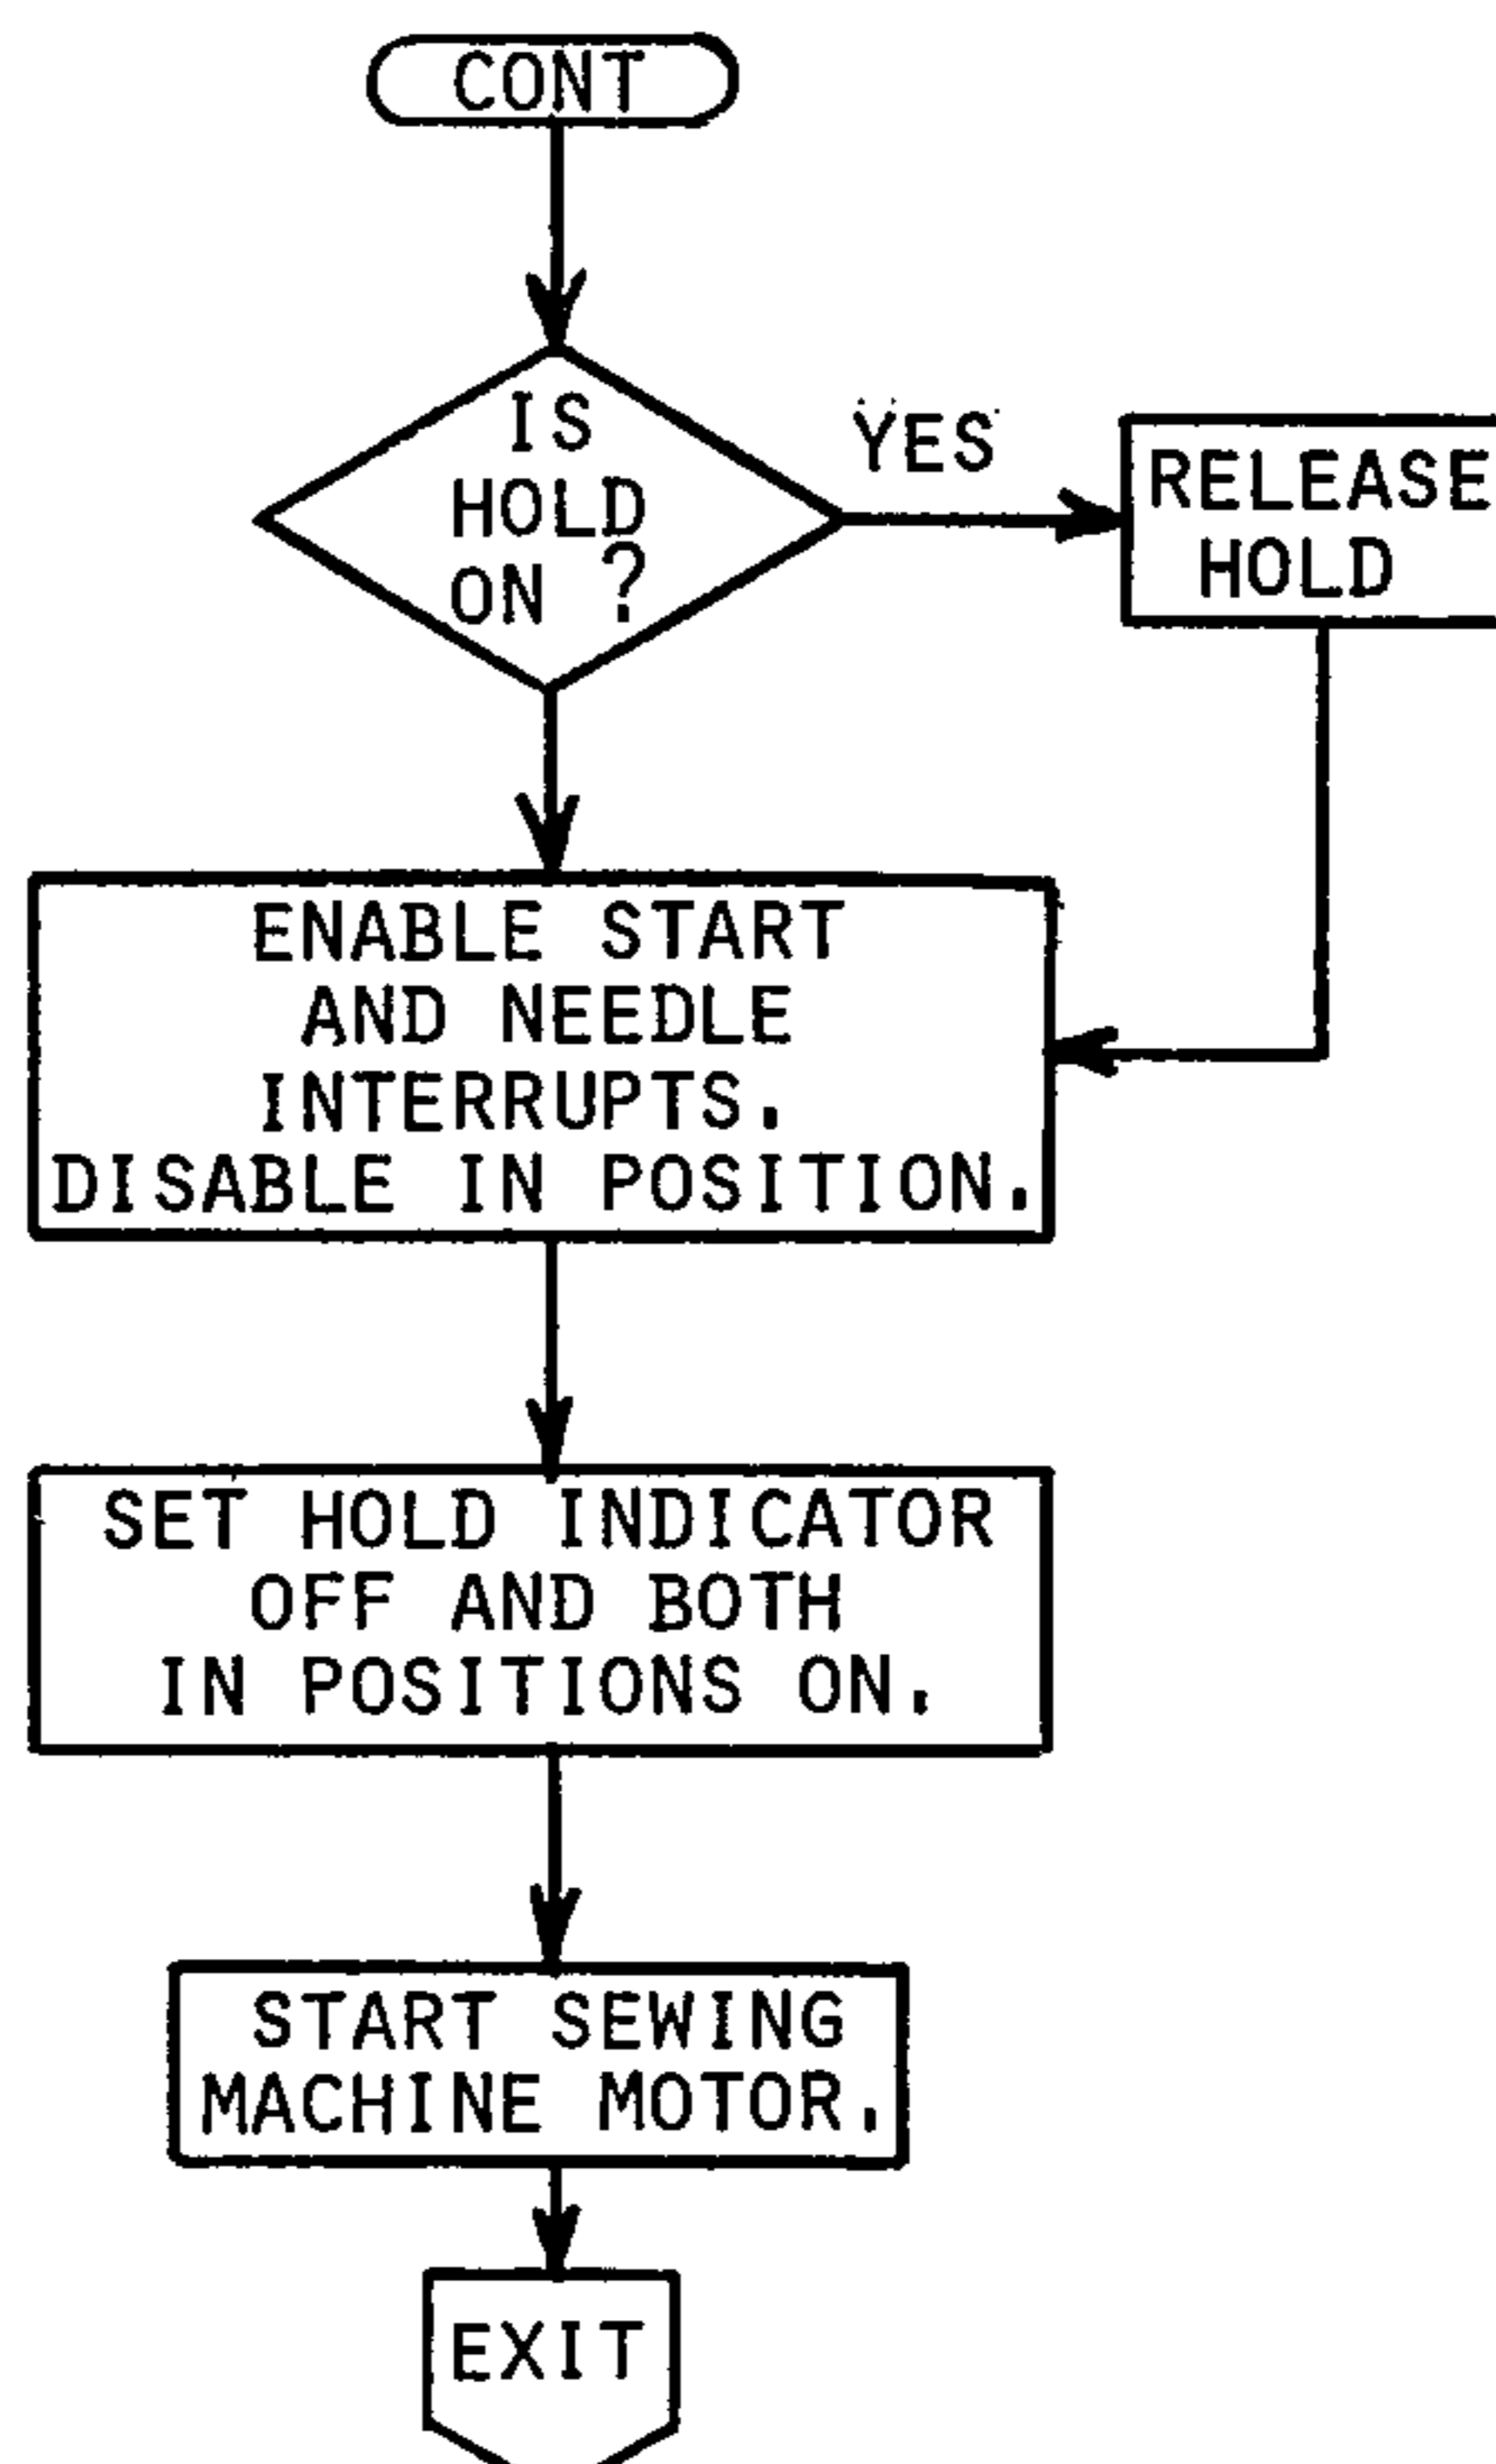 CONT
IS
HOLD
ON ?
YES
RELEASE
HOLD
ENABLE START
AND NEEDLE
INTERRUPTS.
DISABLE IN POSITION.
SET HOLD INDICATOR
OFF AND BOTH
IN POSITIONS ON.
START SEWING
MACHINE MOTOR.
EXIT